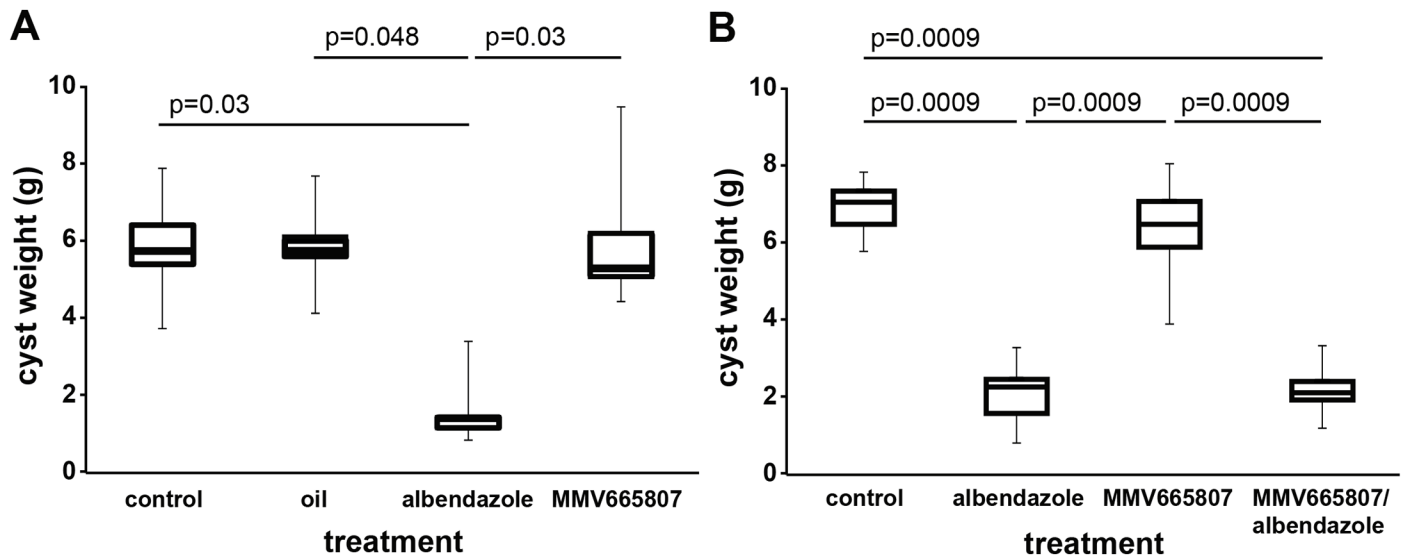 A
p=0.048
p=0.03
p=0.03
cyst weight (g)
10
8
6
4
2
0
control
oil
albendazole
MMV665807
treatment
B
p=0.0009
p=0.0009
p=0.0009
p=0.0009
cyst weight (g)
10
8
6
4
2
0
control
albendazole
MMV665807
MMV665807/
albendazole
treatment